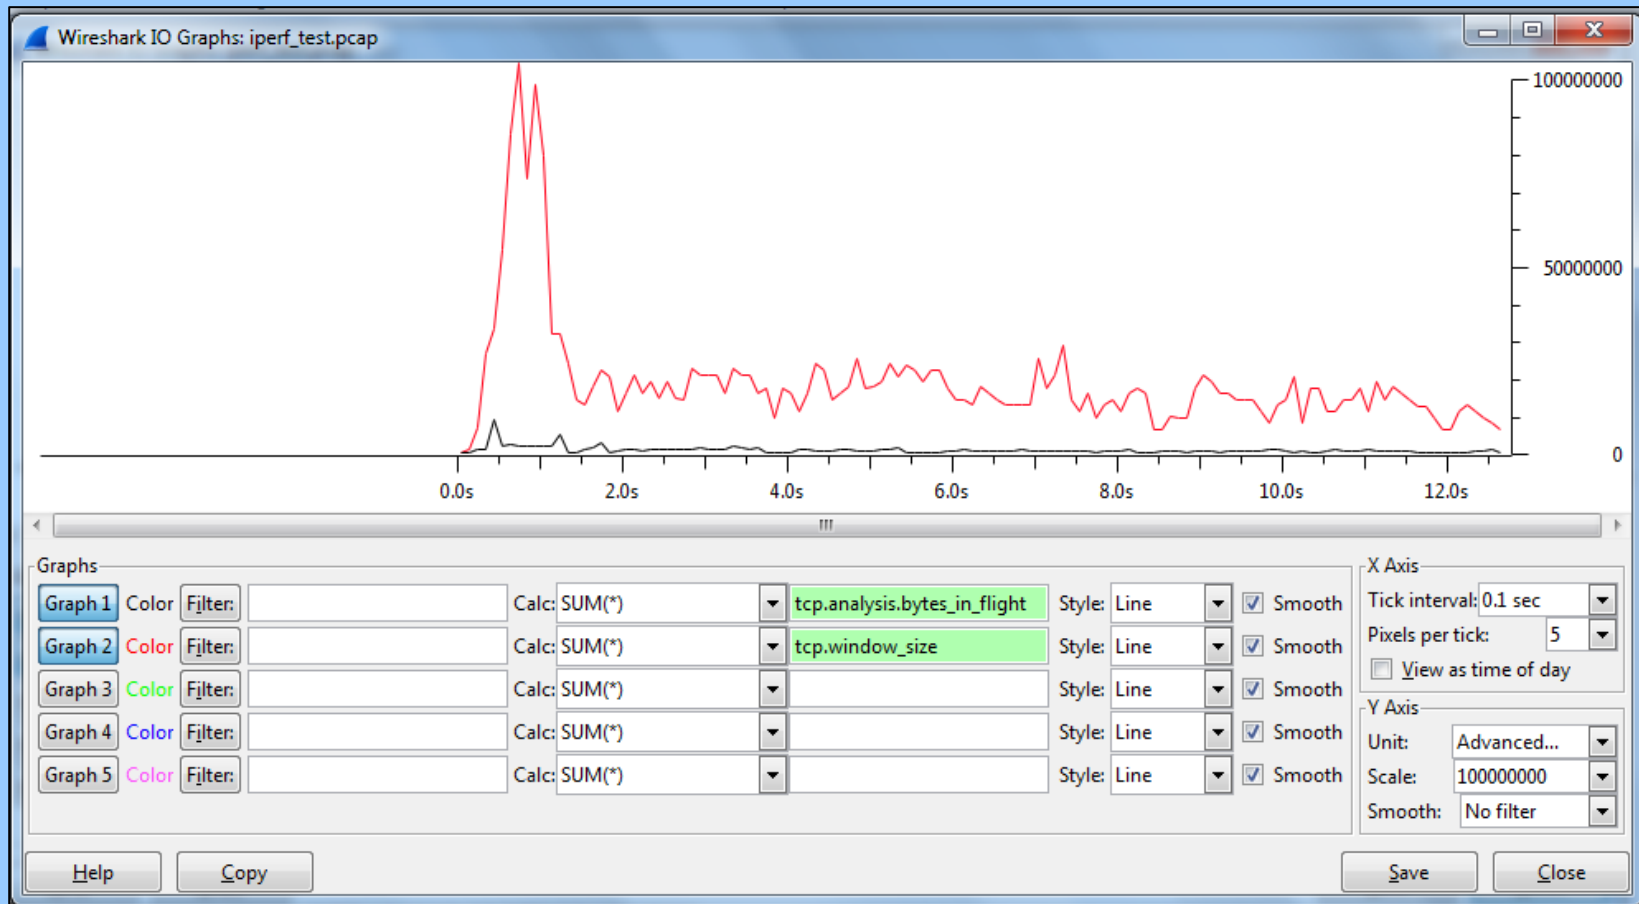 Wireshark IO Graphs: iperf_test.pcap
100000000
50000000
0
0.0s 2.0s 4.0s 6.0s 8.0s 10.0s 12.0s
Graphs
Graph 1 Color Filter: Calc: SUM(*) tcp.analysis.bytes_in_flight Style: Line Smooth
Graph 2 Color Filter: Calc: SUM(*) tcp.window_size Style: Line Smooth
Graph 3 Color Filter: Calc: SUM(*) Style: Line Smooth
Graph 4 Color Filter: Calc: SUM(*) Style: Line Smooth
Graph 5 Color Filter: Calc: SUM(*) Style: Line Smooth
X Axis
Tick interval: 0.1 sec
Pixels per tick: 5
View as time of day
Y Axis
Unit: Advanced...
Scale: 100000000
Smooth: No filter
Help Copy Save Close